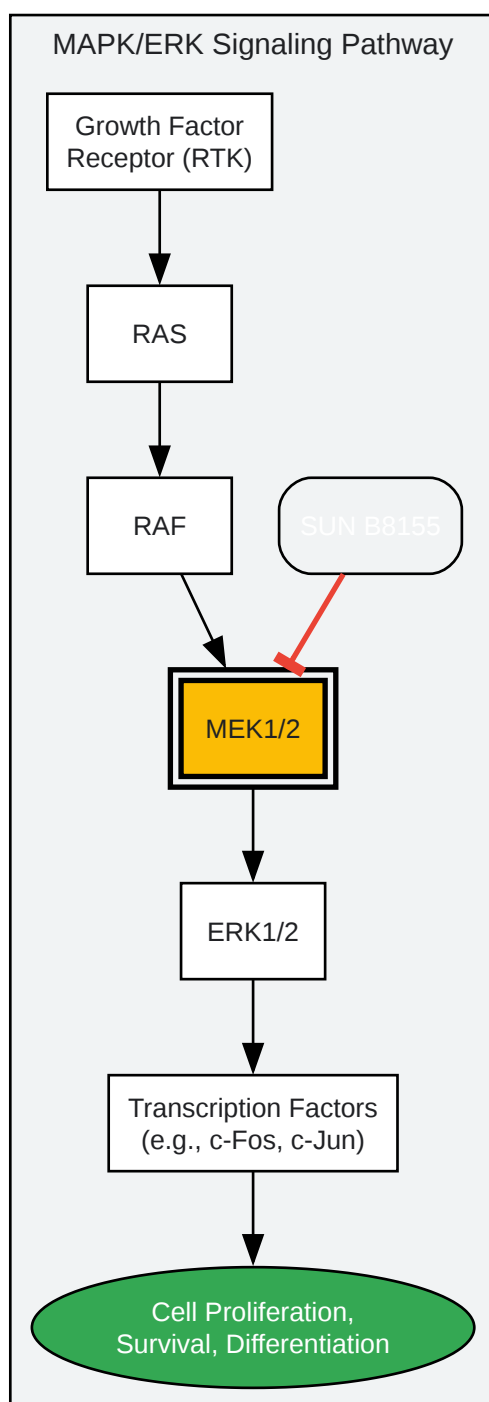 MAPK/ERK Signaling Pathway
Growth Factor
Receptor (RTK)
RAS
RAF
SUN B8155
MEK1/2
ERK1/2
Transcription Factors
(e.g., c-Fos, c-Jun)
Cell Proliferation,
Survival, Differentiation